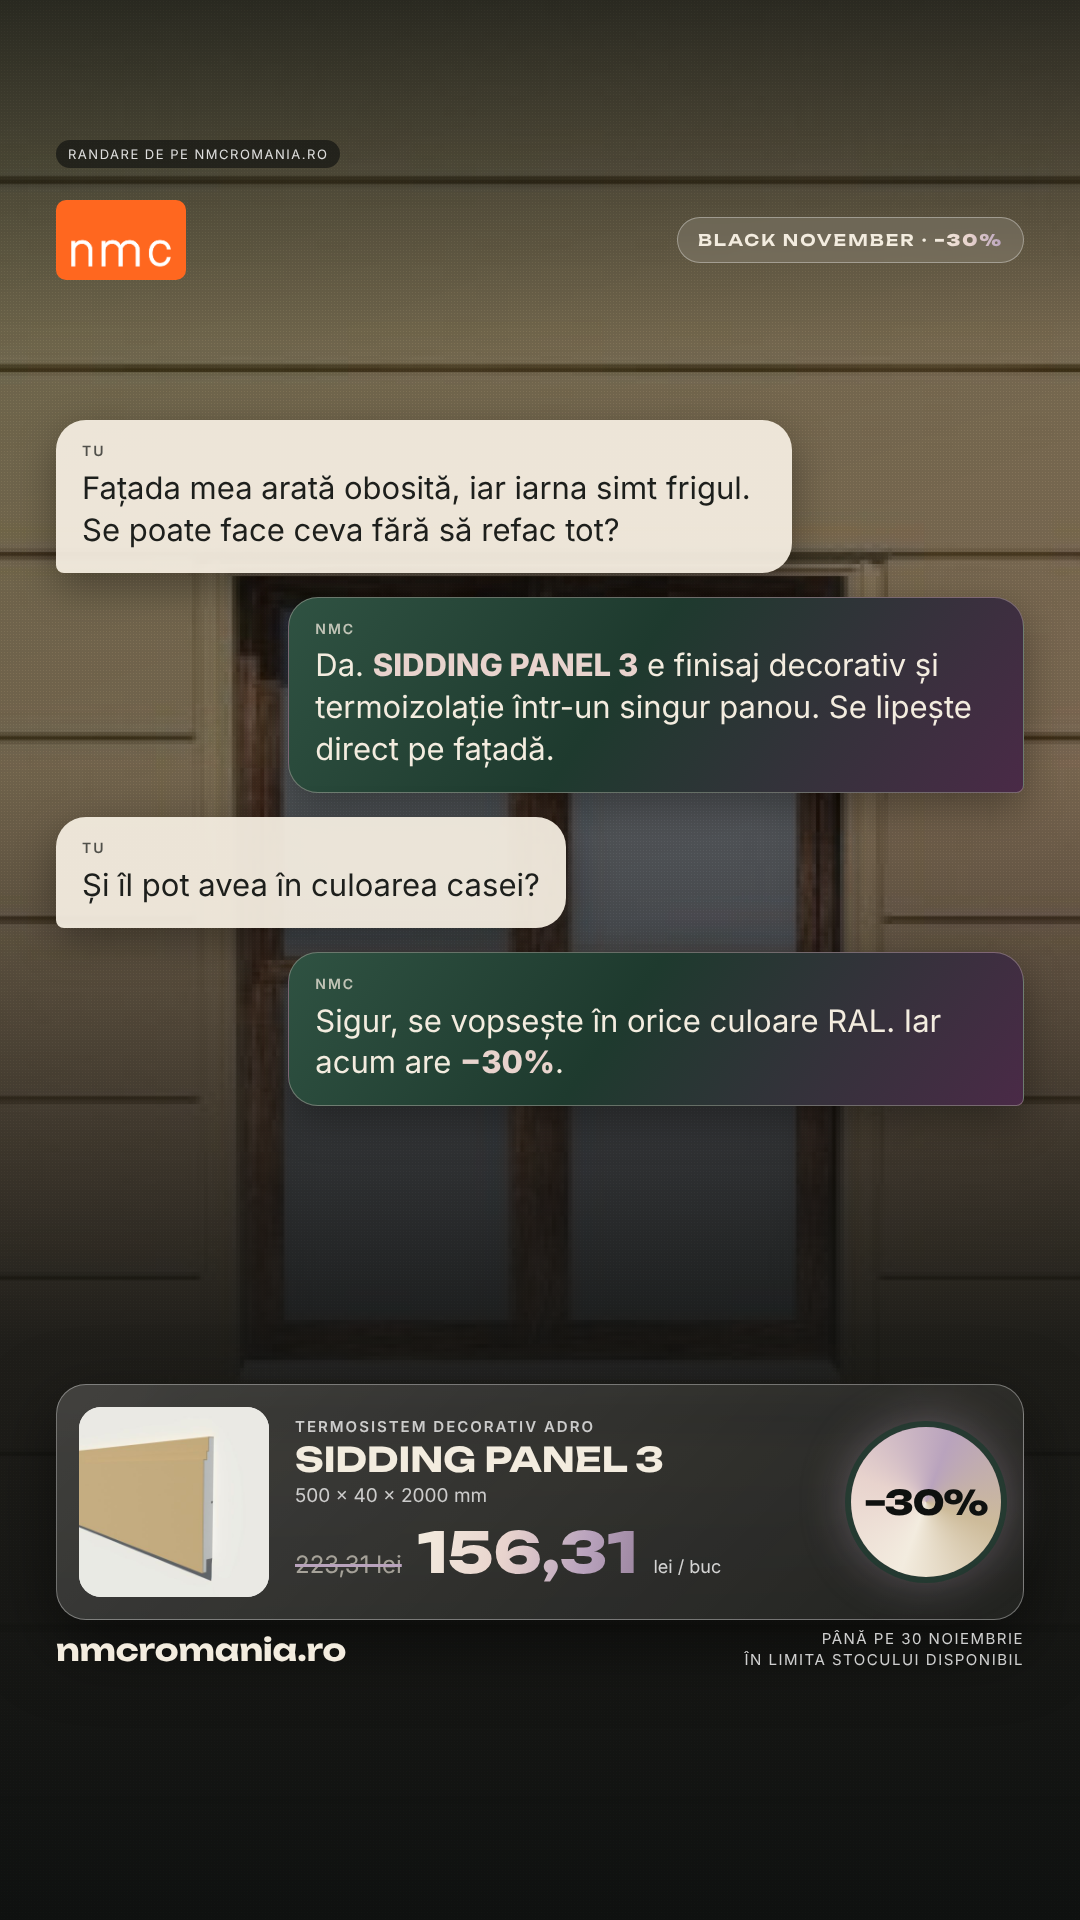 RANDARE DE PE NMCROMANIA.RO
nmc
BLACK NOVEMBER · −30%
TU
Fațada mea arată obosită, iar iarna simt frigul.
Se poate face ceva fără să refac tot?
NMC
Da. SIDDING PANEL 3 e finisaj decorativ și
termoizolație într-un singur panou. Se lipește
direct pe fațadă.
TU
Și îl pot avea în culoarea casei?
NMC
Sigur, se vopsește în orice culoare RAL. Iar
acum are −30%.
TERMOSISTEM DECORATIV ADRO
SIDDING PANEL 3
500 × 40 × 2000 mm
223,31 lei 156,31 lei / buc
−30%
nmcromania.ro
PÂNĂ PE 30 NOIEMBRIE
ÎN LIMITA STOCULUI DISPONIBIL